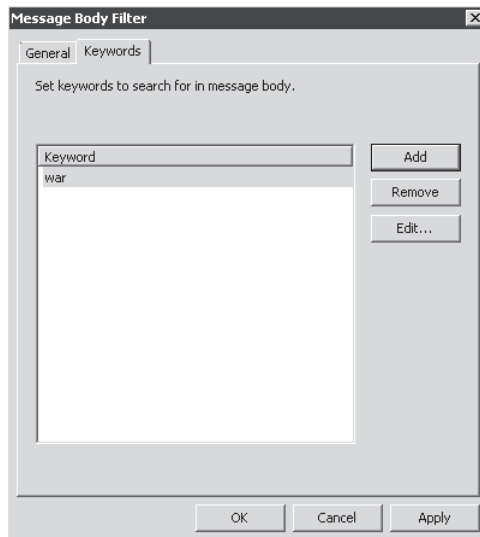 Message Body Filter
General Keywords
Set keywords to search for in message body.
Keyword
war
Add
Remove
Edit...
OK Cancel Apply